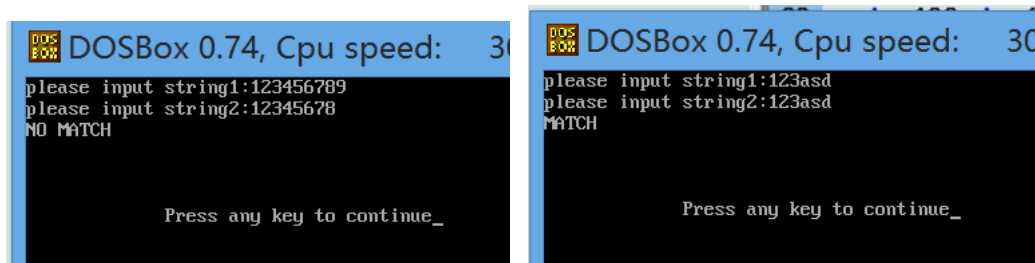 DOSBox 0.74, Cpu speed: 30
please input string1:123456789
please input string2:12345678
NO MATCH
Press any key to continue_
DOSBox 0.74, Cpu speed: 30
please input string1:123asd
please input string2:123asd
MATCH
Press any key to continue_